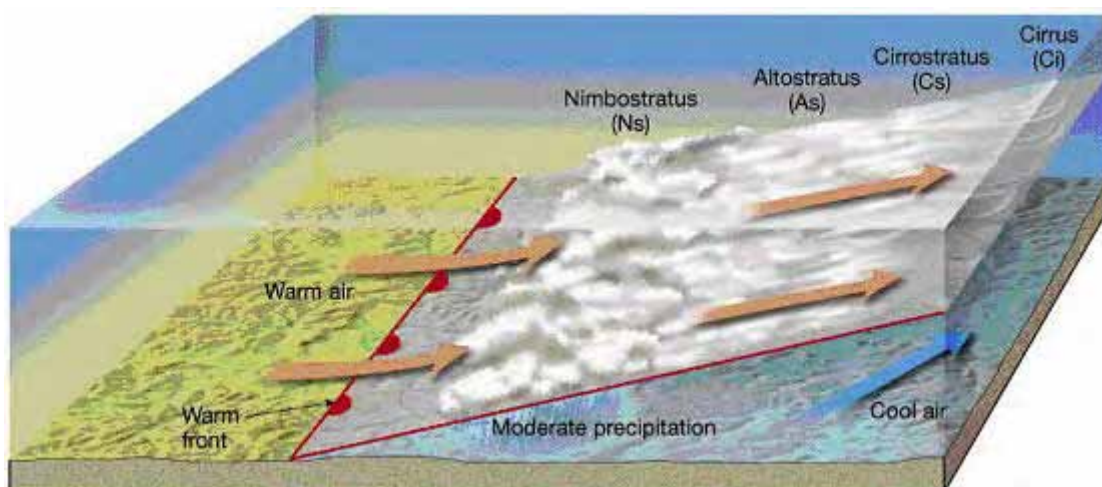 Cirrus
(Ci)
Cirrostratus
(Cs)
Altostratus
(As)
Nimbostratus
(Ns)
Warm air
Warm
front
Moderate precipitation
Cool air